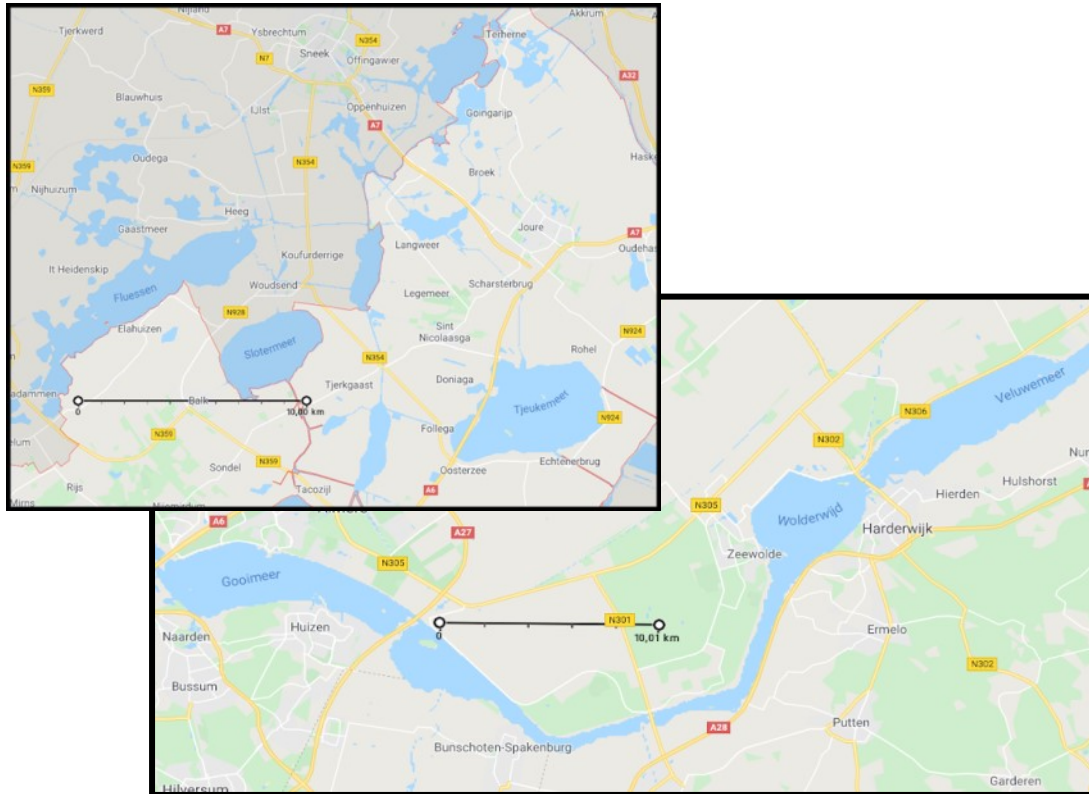 Nijland
Akkrum
Terherne
Tjerkwerd
A7
Ysbrechtum
N354
Sneek
Offingawier
N7
A32
N359
Blauwhuis
IJlst
Oppenhuizen
Goingarijp
A7
Oudega
N359
N354
Broek
Nijhuizum
Heeg
Gaastmeer
Joure
A7
Langweer
Koufurderrige
It Heidenskip
Scharsterbrug
Woudsend
Legemeer
Fluessen
N928
Elahuizen
Sint
Nicolaasga
N924
Slotermeer
Rohel
N354
Doniaga
Tjerkgaast
Balk
0
10,00 km
Tjeukemeer
N924
Follega
N359
Sondel
N359
Oosterzee
Echtenerbrug
Rijs
Tacozijl
A6
Mirns
Veluwemeer
N306
N302
N305
Wolderwijd
Hierden
Hulshorst
Harderwijk
Zeewolde
A6
A27
N305
Gooimeer
Naarden
Huizen
0
N301
10,01 km
Ermelo
N302
Bussum
A28
Putten
Bunschoten-Spakenburg
Garderen
Hilversum